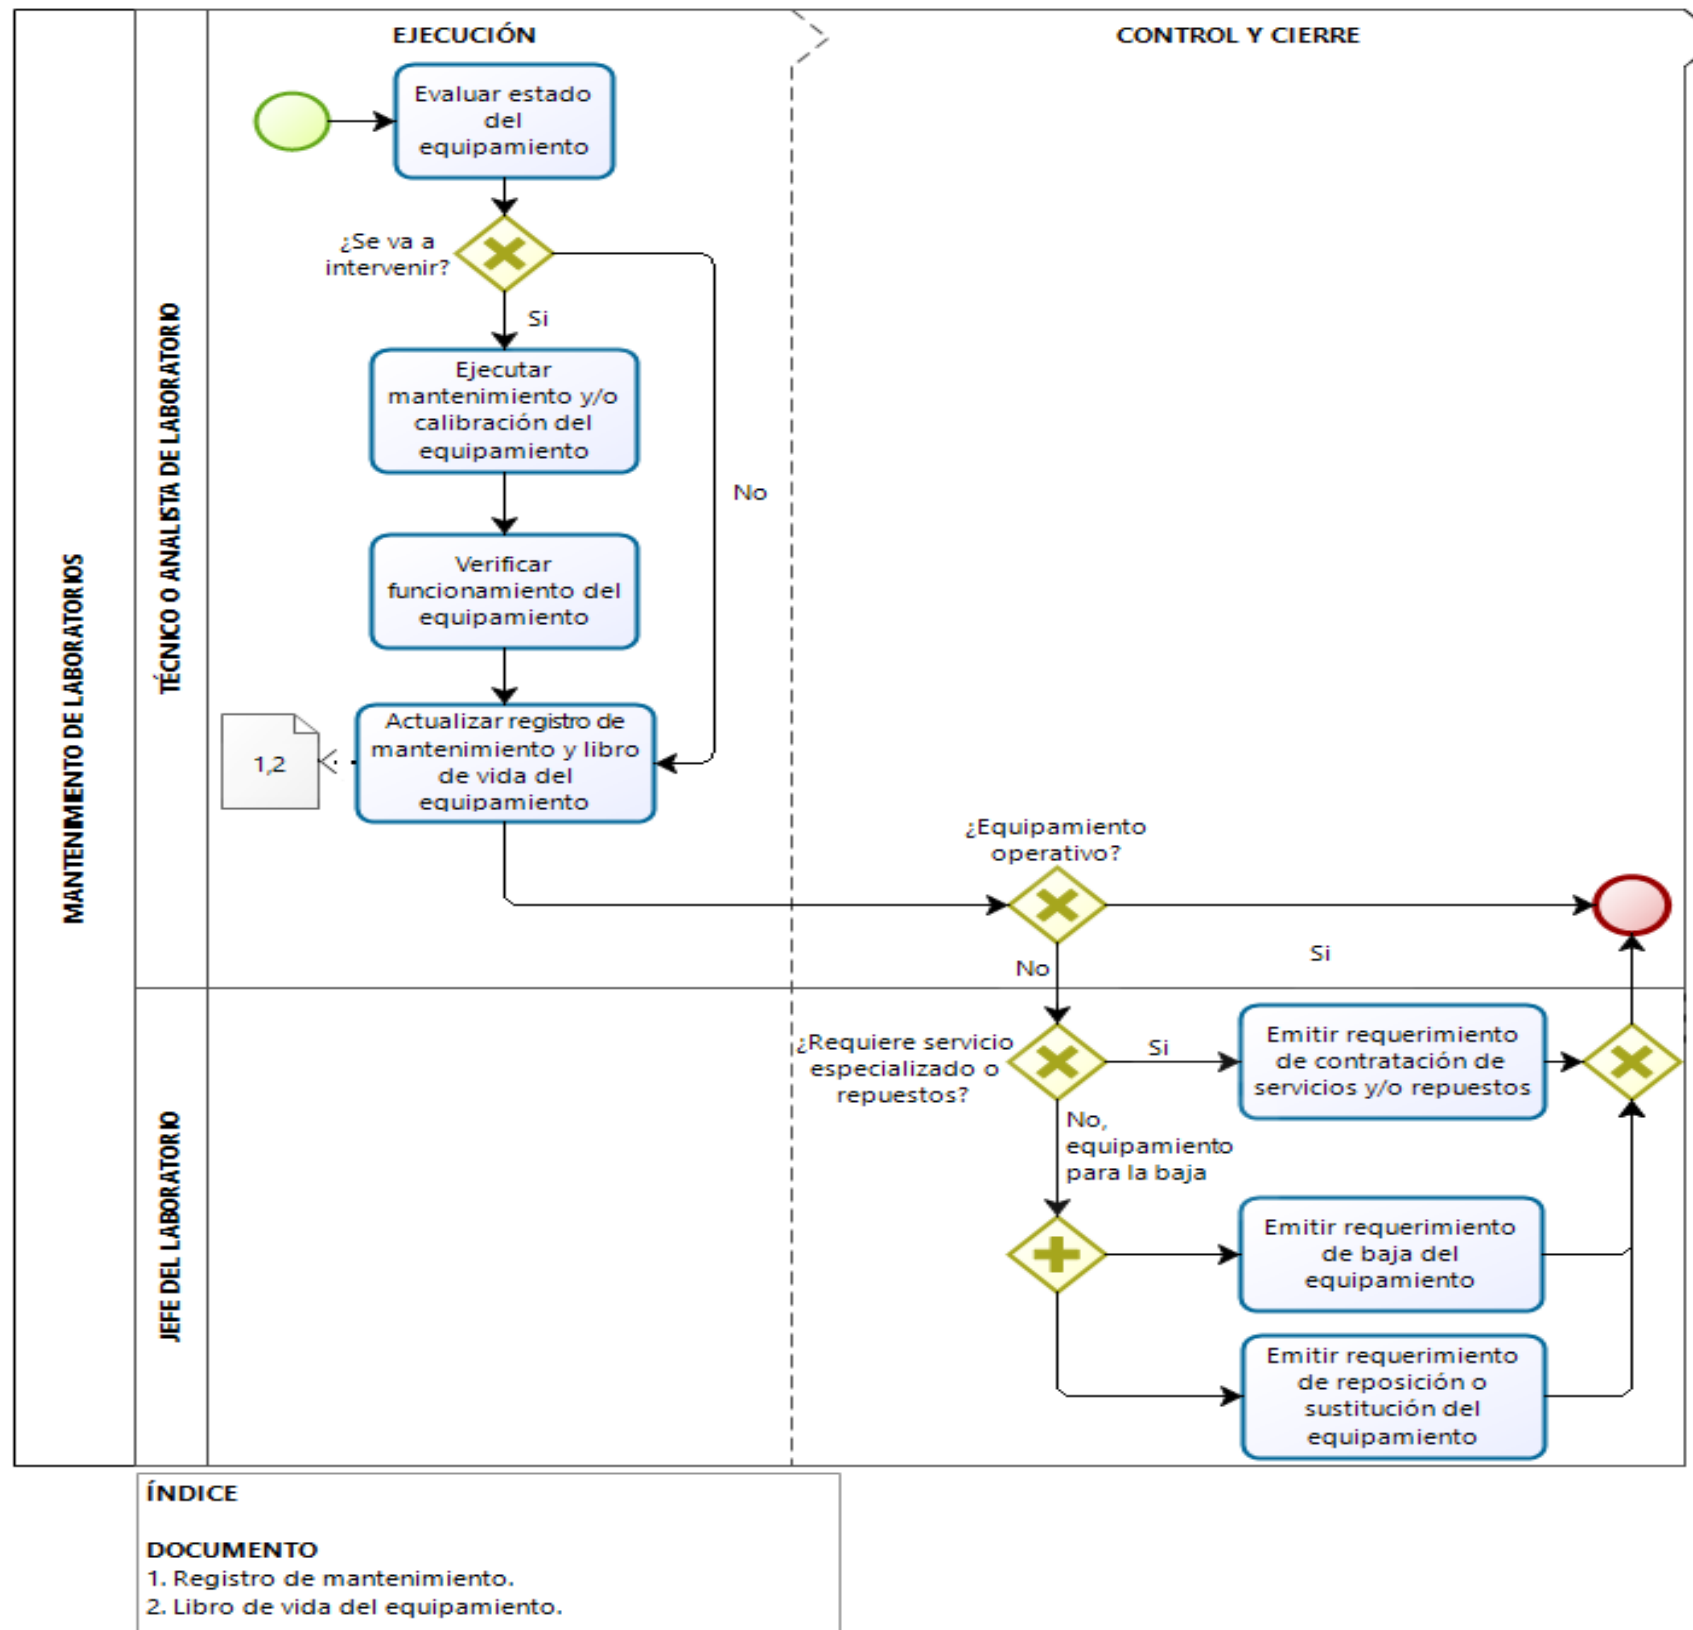 EJECUCIÓN
CONTROL Y CIERRE
MANTENIMIENTO DE LABORATORIOS
TÉCNICO O ANALISTA DE LABORATORIO
Evaluar estado
del
equipamiento
¿Se va a
intervenir?
Si
No
Ejecutar
mantenimiento y/o
calibración del
equipamiento
Verificar
funcionamiento del
equipamiento
Actualizar registro de
mantenimiento y libro
de vida del
equipamiento
1,2
¿Equipamiento
operativo?
Si
No
JEFE DEL LABORATORIO
¿Requiere servicio
especializado o
repuestos?
Si
Emitir requerimiento
de contratación de
servicios y/o repuestos
No,
equipamiento
para la baja
Emitir requerimiento
de baja del
equipamiento
Emitir requerimiento
de reposición o
sustitución del
equipamiento
ÍNDICE
DOCUMENTO
1. Registro de mantenimiento.
2. Libro de vida del equipamiento.